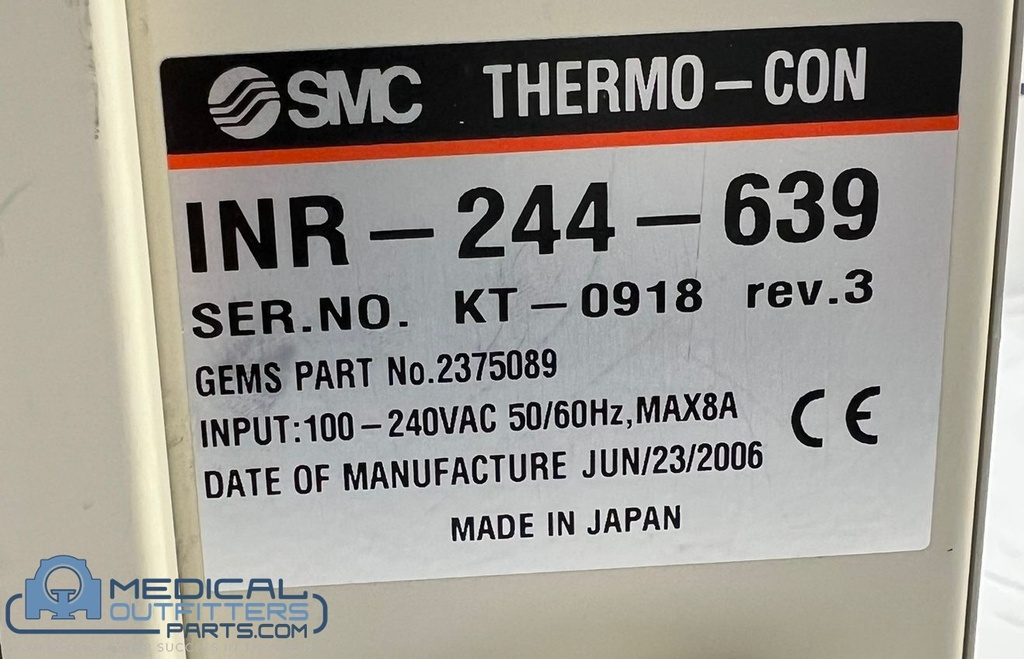 SMC THERMO-CON
INR-244-639
SER.NO. KT-0918 rev.3
GEMS PART No.2375089
INPUT:100-240VAC 50/60Hz,MAX8A CE
DATE OF MANUFACTURE JUN/23/2006
MADE IN JAPAN
MEDICAL
OUTFITTERS
PARTS.COM